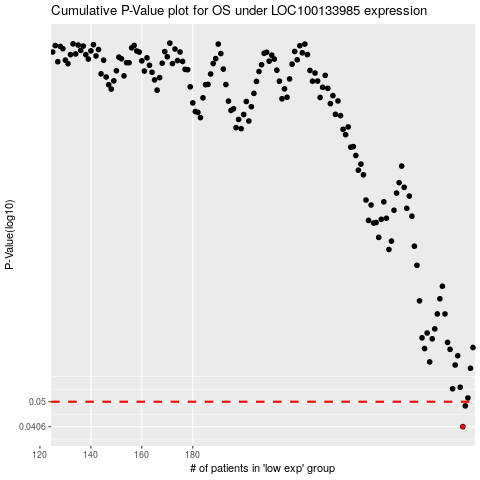 Cumulative P-Value plot for OS under LOC100133985 expression
P-Value(log10)
0.05
0.0406
120 140 160 180
# of patients in 'low exp' group